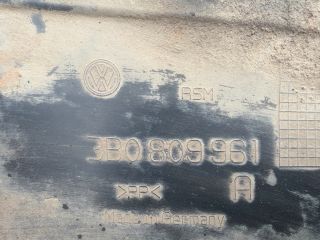 RSM
3B0 809 961
>PP<
A
Made in Germany